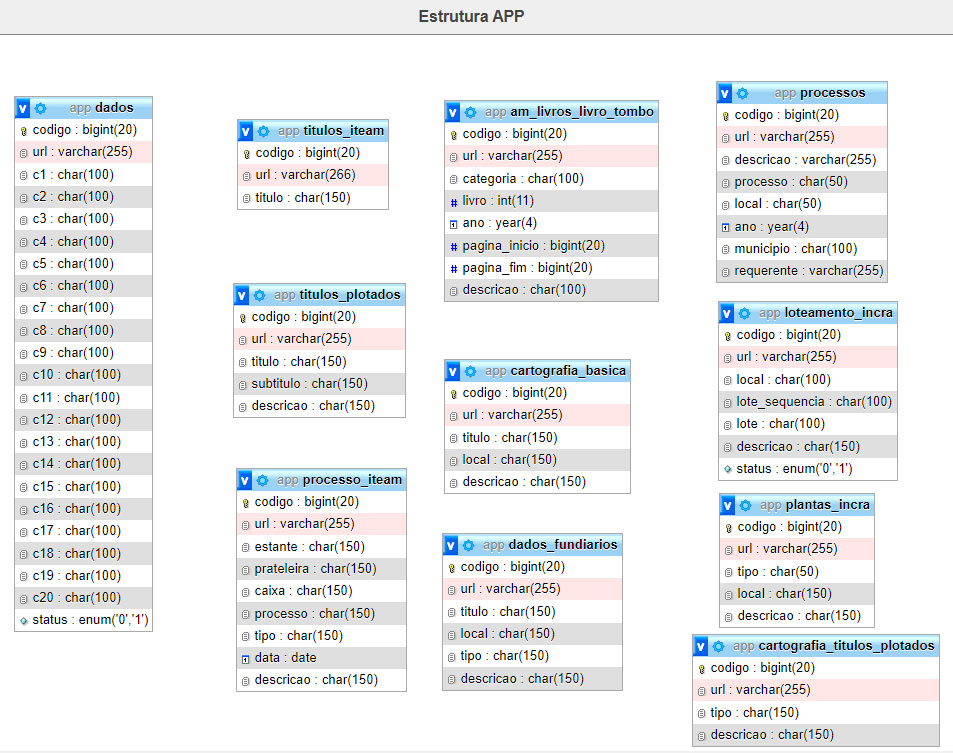 Estrutura APP
app dados
codigo : bigint(20)
url : varchar(255)
c1 : char(100)
c2 : char(100)
c3 : char(100)
c4 : char(100)
c5 : char(100)
c6 : char(100)
c7 : char(100)
c8 : char(100)
c9 : char(100)
c10 : char(100)
c11 : char(100)
c12 : char(100)
c13 : char(100)
c14 : char(100)
c15 : char(100)
c16 : char(100)
c17 : char(100)
c18 : char(100)
c19 : char(100)
c20 : char(100)
status : enum('0','1')
app titulos_iteam
codigo : bigint(20)
url : varchar(266)
titulo : char(150)
app titulos_plotados
codigo : bigint(20)
url : varchar(255)
titulo : char(150)
subtitulo : char(150)
descricao : char(150)
app processo_iteam
codigo : bigint(20)
url : varchar(255)
estante : char(150)
prateleira : char(150)
caixa : char(150)
processo : char(150)
tipo : char(150)
data : date
descricao : char(150)
app am_livros_livro_tombo
codigo : bigint(20)
url : varchar(255)
categoria : char(100)
livro : int(11)
ano : year(4)
pagina_inicio : bigint(20)
pagina_fim : bigint(20)
descricao : char(100)
app cartografia_basica
codigo : bigint(20)
url : varchar(255)
titulo : char(150)
local : char(150)
descricao : char(150)
app dados_fundiarios
codigo : bigint(20)
url : varchar(255)
titulo : char(150)
local : char(150)
tipo : char(150)
descricao : char(150)
app processos
codigo : bigint(20)
url : varchar(255)
descricao : varchar(255)
processo : char(50)
local : char(50)
ano : year(4)
municipio : char(100)
requerente : varchar(255)
app loteamento_incra
codigo : bigint(20)
url : varchar(255)
local : char(100)
lote_sequencia : char(100)
lote : char(100)
descricao : char(150)
status : enum('0','1')
app plantas_incra
codigo : bigint(20)
url : varchar(255)
tipo : char(50)
local : char(150)
descricao : char(150)
app cartografia_titulos_plotados
codigo : bigint(20)
url : varchar(255)
tipo : char(150)
descricao : char(150)